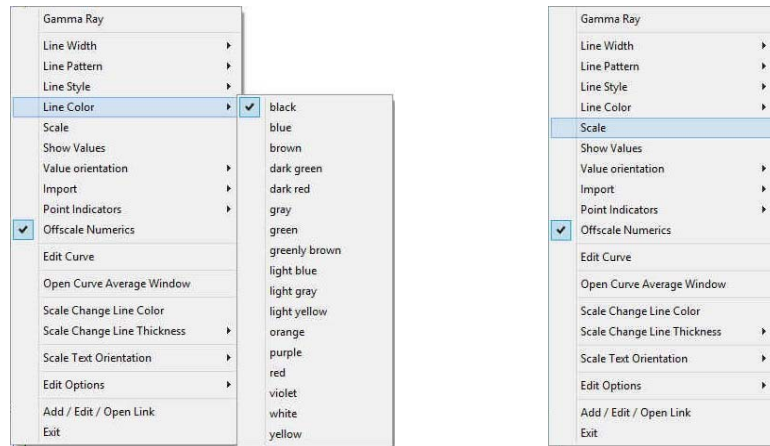 Gamma Ray
Line Width
Line Pattern
Line Style
Line Color
Scale
Show Values
Value orientation
Import
Point Indicators
Offscale Numerics
Edit Curve
Open Curve Average Window
Scale Change Line Color
Scale Change Line Thickness
Scale Text Orientation
Edit Options
Add / Edit / Open Link
Exit
black
blue
brown
dark green
dark red
gray
green
greenly brown
light blue
light gray
light yellow
orange
purple
red
violet
white
yellow
Gamma Ray
Line Width
Line Pattern
Line Style
Line Color
Scale
Show Values
Value orientation
Import
Point Indicators
Offscale Numerics
Edit Curve
Open Curve Average Window
Scale Change Line Color
Scale Change Line Thickness
Scale Text Orientation
Edit Options
Add / Edit / Open Link
Exit